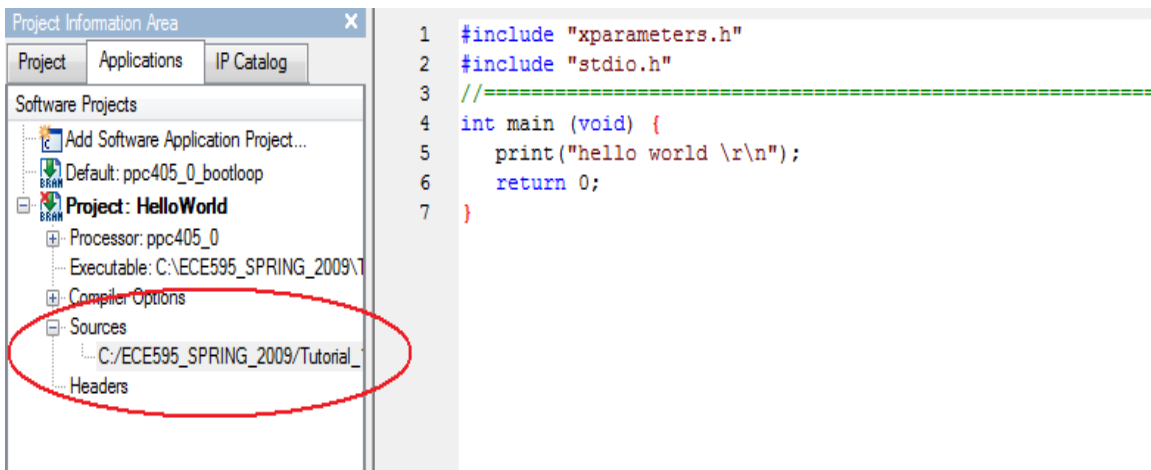 Project Information Area
Project Applications IP Catalog
Software Projects
Add Software Application Project...
Default: ppc405_0_bootloop
Project: HelloWorld
Processor: ppc405_0
Executable: C:\ECE595_SPRING_2009\T
Compiler Options
Sources
C:/ECE595_SPRING_2009/Tutorial_
Headers
1 #include "xparameters.h"
2 #include "stdio.h"
3 //==========================================================
4 int main (void) {
5 print("hello world \r\n");
6 return 0;
7 }